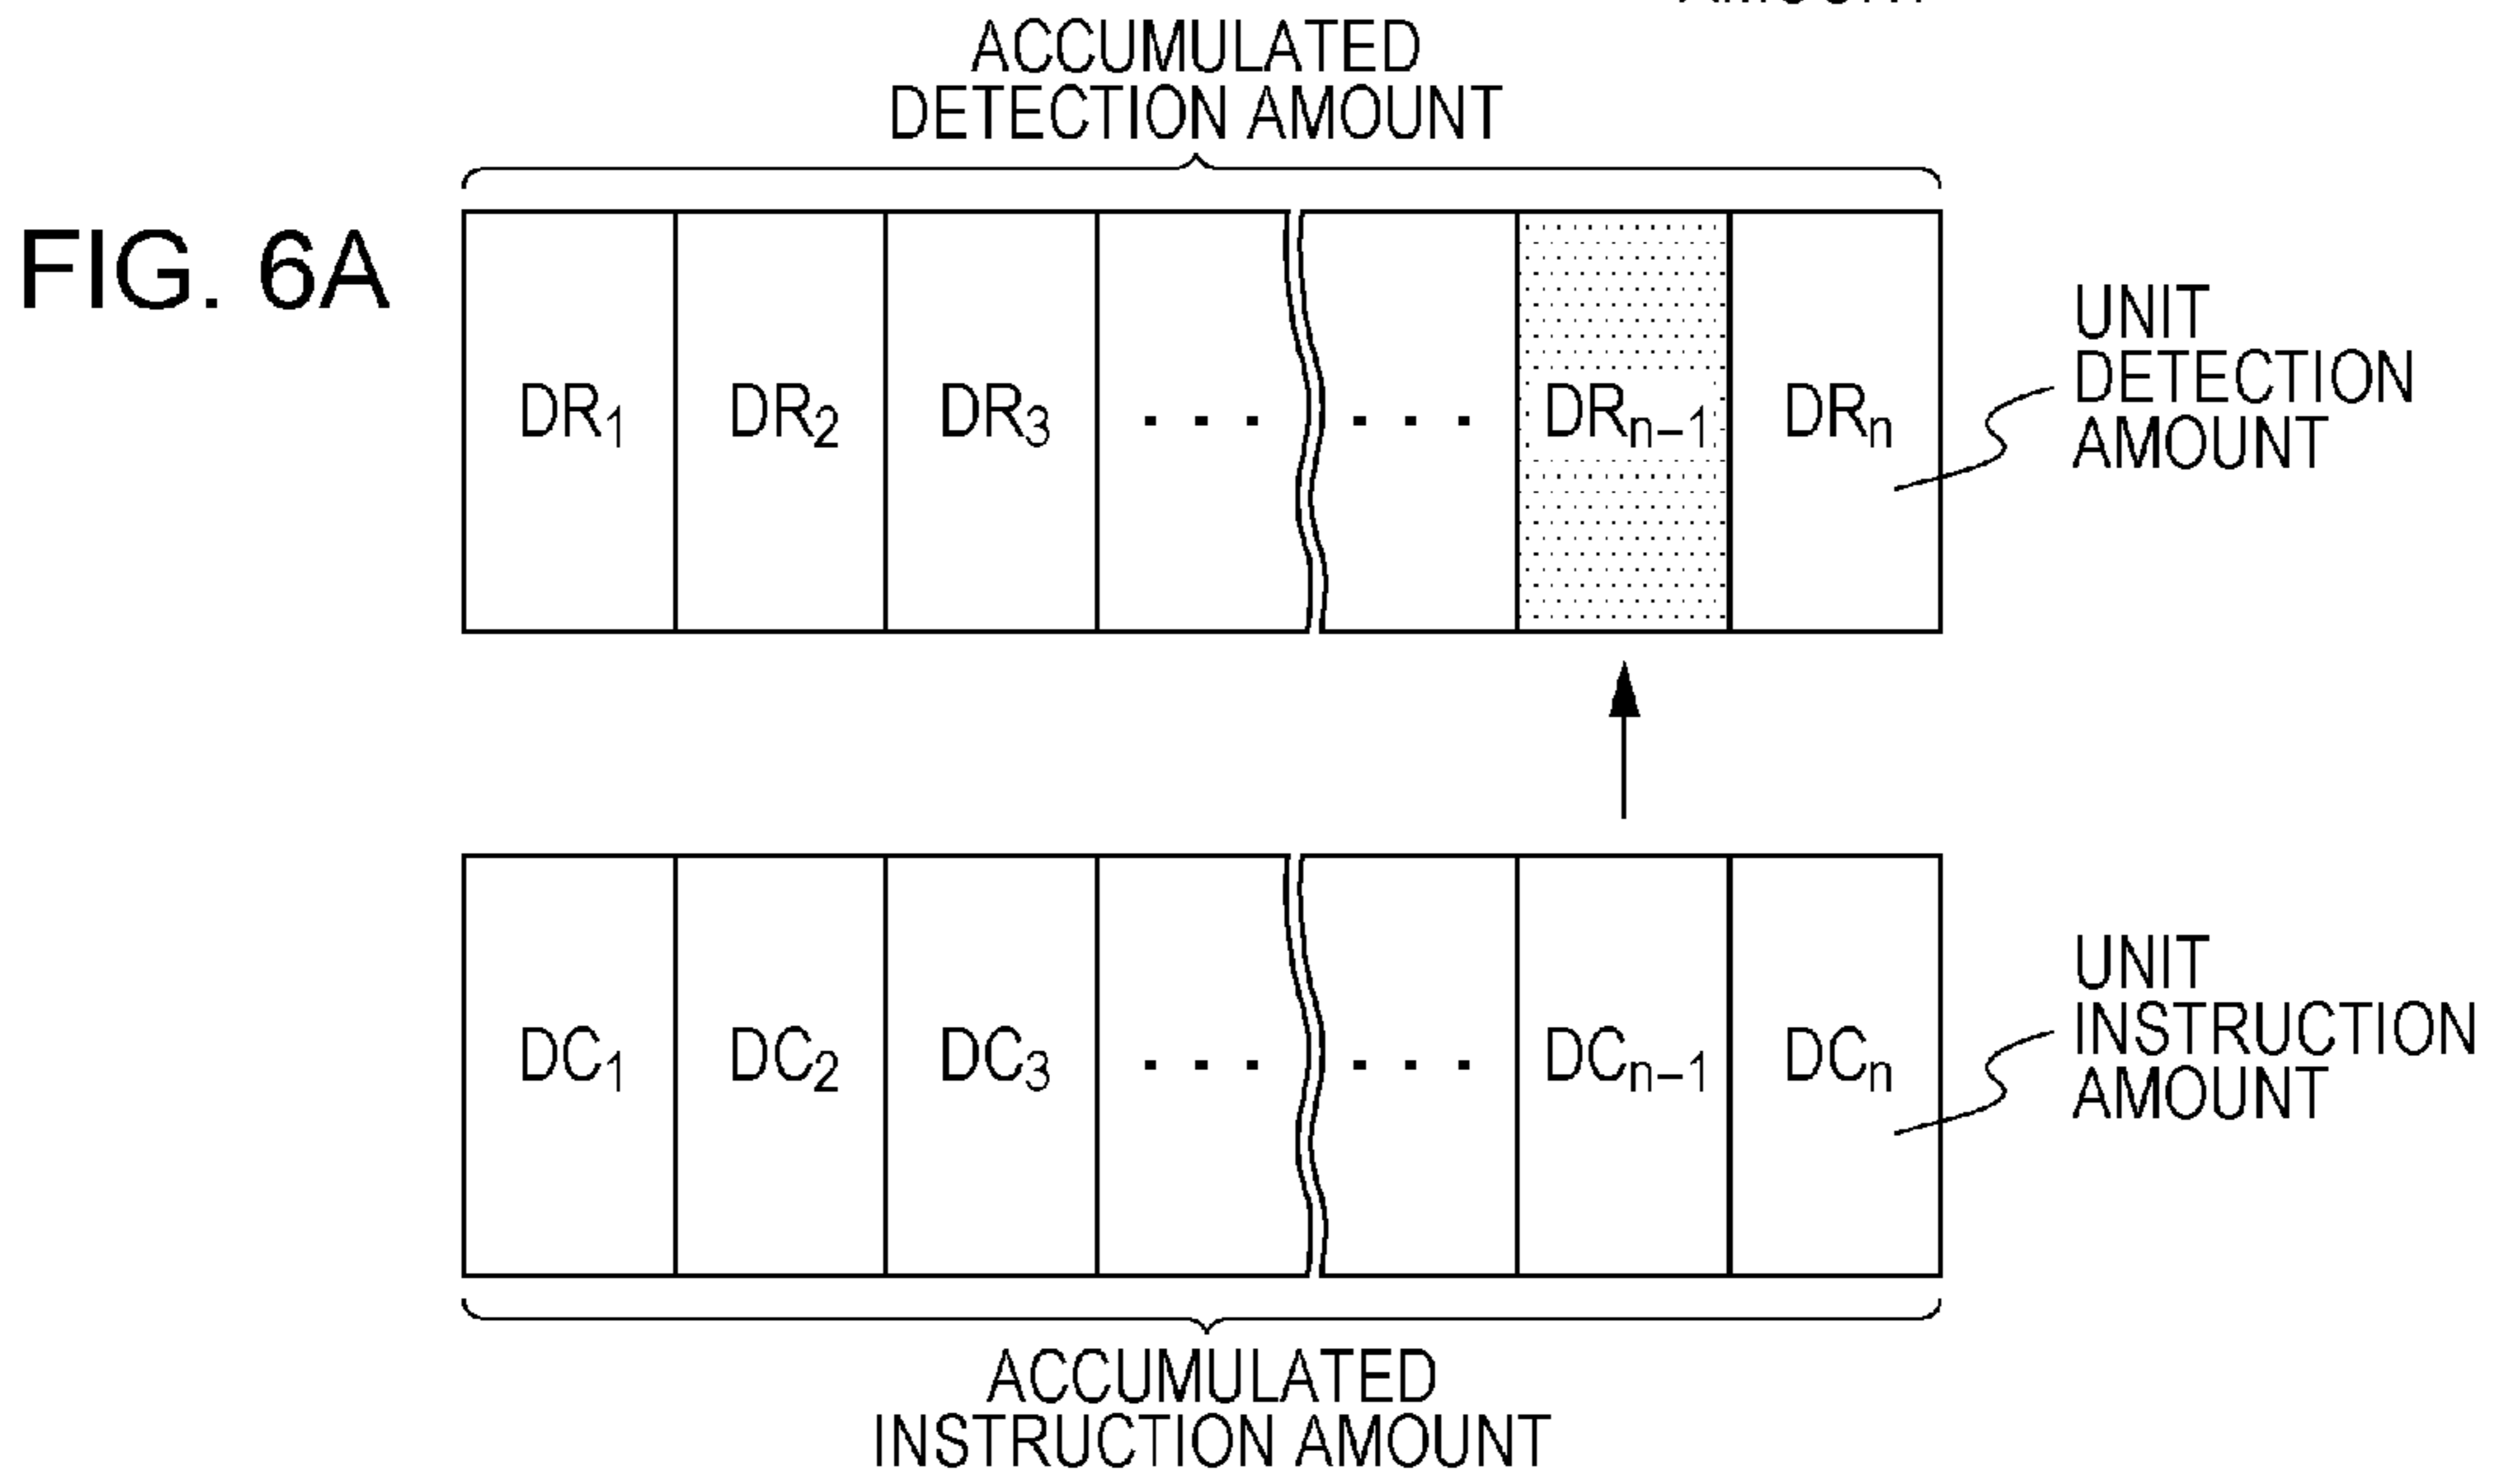 ACCUMULATED
DETECTION AMOUNT
FIG. 6A
DR₁ DR₂ DR₃ ... ... DRₙ₋₁ DRₙ
UNIT
DETECTION
AMOUNT
DC₁ DC₂ DC₃ ... ... DCₙ₋₁ DCₙ
UNIT
INSTRUCTION
AMOUNT
ACCUMULATED
INSTRUCTION AMOUNT